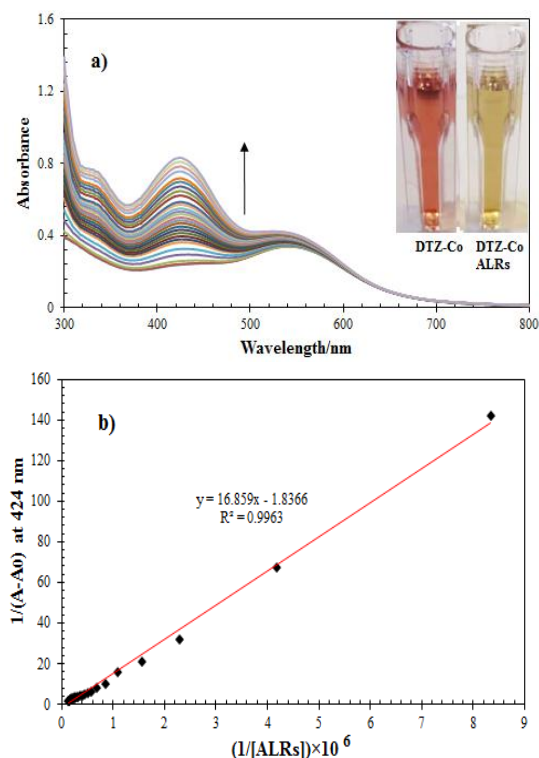 a)
1.6
1.2
0.8
0.4
0
Absorbance
300 400 500 600 700 800
Wavelength/nm
DTZ-Co DTZ-Co
ALRs
b)
160
140
120
100
80
60
40
20
0
1/(A-Ao) at 424 nm
y = 16.859x - 1.8366
R² = 0.9963
0 1 2 3 4 5 6 7 8 9
(1/[ALRs])×10 6